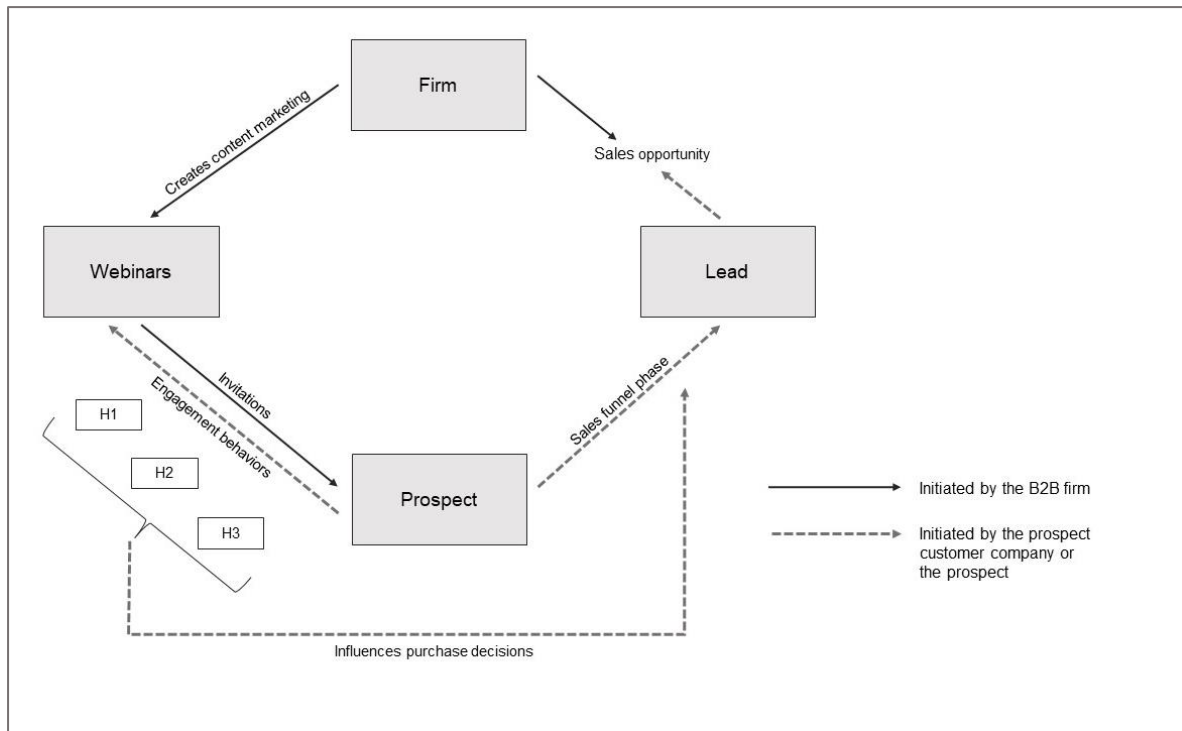 Firm
Creates content marketing
Sales opportunity
Webinars
Lead
Invitations
Engagement behaviors
Sales funnel phase
H1
H2
H3
Prospect
Initiated by the B2B firm
Initiated by the prospect
customer company or
the prospect
Influences purchase decisions